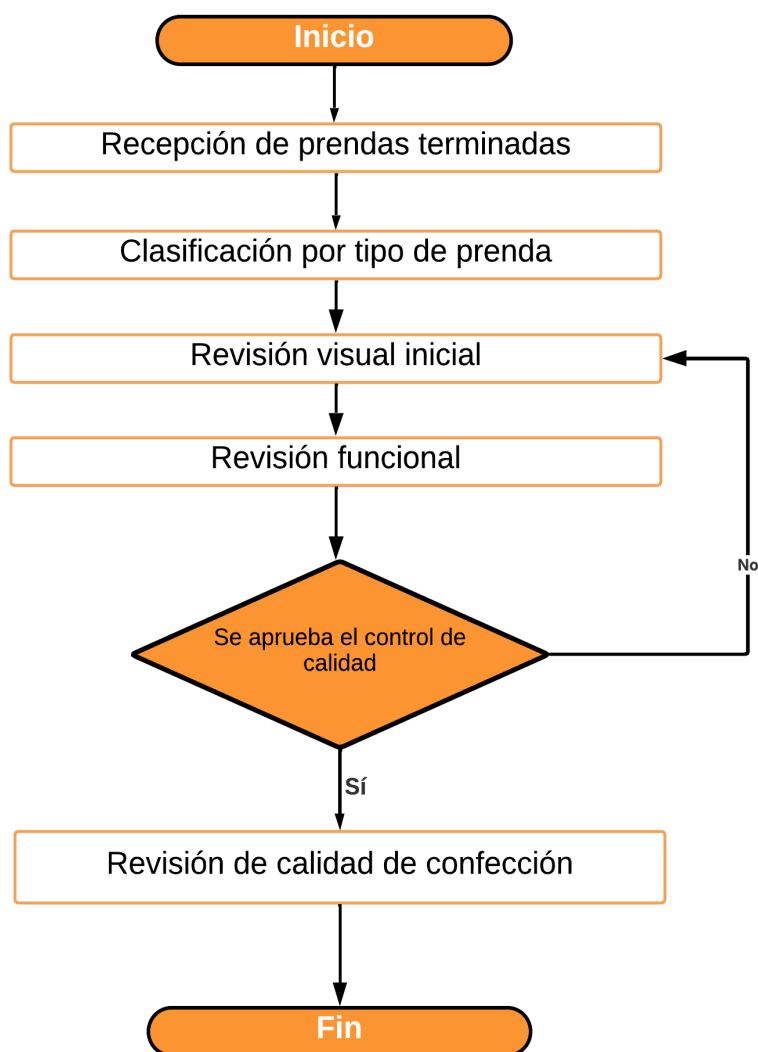 Inicio
Recepción de prendas terminadas
Clasificación por tipo de prenda
Revisión visual inicial
Revisión funcional
No
Se aprueba el control de
calidad
Sí
Revisión de calidad de confección
Fin